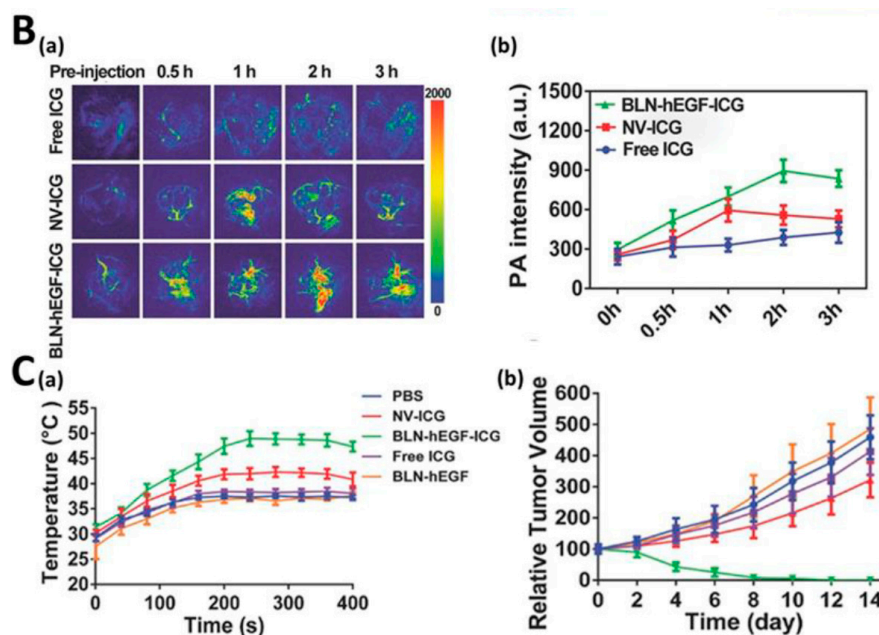 B (a)
Pre-injection 0.5 h 1 h 2 h 3 h
Free ICG
NV-ICG
BLN-hEGF-ICG
2000
0
(b)
PA intensity (a.u.)
1500
1200
900
600
300
0
BLN-hEGF-ICG
NV-ICG
Free ICG
0h 0.5h 1h 2h 3h
C (a)
Temperature (°C)
55
50
45
40
35
30
25
20
0 100 200 300 400
Time (s)
PBS
NV-ICG
BLN-hEGF-ICG
Free ICG
BLN-hEGF
(b)
Relative Tumor Volume
600
500
400
300
200
100
0
0 2 4 6 8 10 12 14
Time (day)